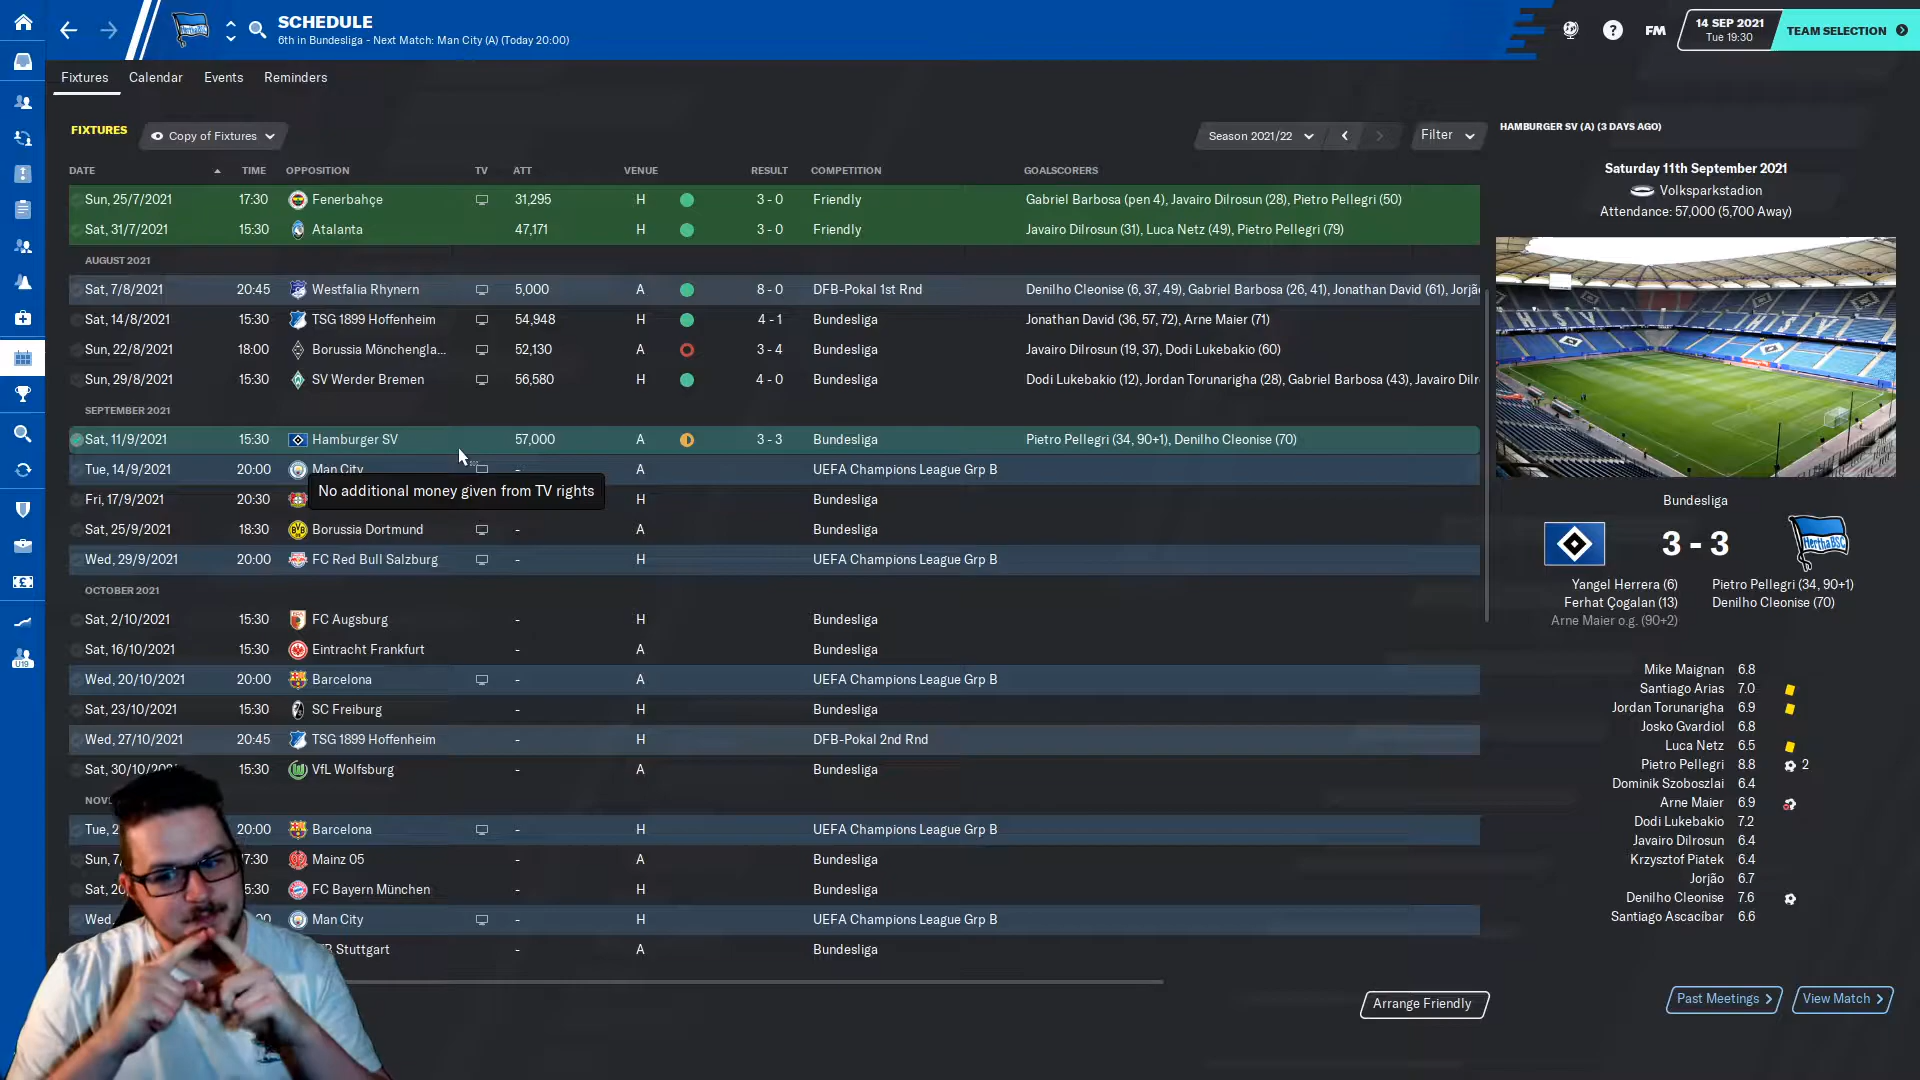 SCHEDULE
6th in Bundesliga - Next Match: Man City (A) (Today 20:00)
FM
14 SEP 2021
Tue 19:30
TEAM SELECTION
Fixtures Calendar Events Reminders
FIXTURES
Copy of Fixtures
Season 2021/22
Filter
DATE TIME OPPOSITION TV ATT VENUE RESULT COMPETITION GOALSCORERS
Sun, 25/7/2021 17:30 Fenerbahçe 31,295 H 3 - 0 Friendly Gabriel Barbosa (pen 4), Javairo Dilrosun (28), Pietro Pellegri (50)
Sat, 31/7/2021 15:30 Atalanta 47,171 H 3 - 0 Friendly Javairo Dilrosun (31), Luca Netz (49), Pietro Pellegri (79)
AUGUST 2021
Sat, 7/8/2021 20:45 Westfalia Rhynern 5,000 A 8 - 0 DFB-Pokal 1st Rnd Denilho Cleonise (6, 37, 49), Gabriel Barbosa (26, 41), Jonathan David (61), Jorjã
Sat, 14/8/2021 15:30 TSG 1899 Hoffenheim 54,948 H 4 - 1 Bundesliga Jonathan David (36, 57, 72), Arne Maier (71)
Sun, 22/8/2021 18:00 Borussia Mönchengla... 52,130 A 3 - 4 Bundesliga Javairo Dilrosun (19, 37), Dodi Lukebakio (60)
Sun, 29/8/2021 15:30 SV Werder Bremen 56,580 H 4 - 0 Bundesliga Dodi Lukebakio (12), Jordan Torunarigha (28), Gabriel Barbosa (43), Javairo Dilr
SEPTEMBER 2021
Sat, 11/9/2021 15:30 Hamburger SV 57,000 A 3 - 3 Bundesliga Pietro Pellegri (34, 90+1), Denilho Cleonise (70)
Tue, 14/9/2021 20:00 Man City - A UEFA Champions League Grp B
No additional money given from TV rights
Fri, 17/9/2021 20:30 H Bundesliga
Sat, 25/9/2021 18:30 Borussia Dortmund - A Bundesliga
Wed, 29/9/2021 20:00 FC Red Bull Salzburg - H UEFA Champions League Grp B
OCTOBER 2021
Sat, 2/10/2021 15:30 FC Augsburg - H Bundesliga
Sat, 16/10/2021 15:30 Eintracht Frankfurt - A Bundesliga
Wed, 20/10/2021 20:00 Barcelona - A UEFA Champions League Grp B
Sat, 23/10/2021 15:30 SC Freiburg - H Bundesliga
Wed, 27/10/2021 20:45 TSG 1899 Hoffenheim - H DFB-Pokal 2nd Rnd
Sat, 30/10/ 15:30 VfL Wolfsburg - A Bundesliga
Tue, 2 20:00 Barcelona - H UEFA Champions League Grp B
Sun, 7 7:30 Mainz 05 - A Bundesliga
Sat, 20 5:30 FC Bayern München - H Bundesliga
Wed, 00 Man City - H UEFA Champions League Grp B
Stuttgart - A Bundesliga
Arrange Friendly
HAMBURGER SV (A) (3 DAYS AGO)
Saturday 11th September 2021
Volksparkstadion
Attendance: 57,000 (5,700 Away)
Bundesliga
3 - 3
Hertha BSC
Yangel Herrera (6) Pietro Pellegri (34, 90+1)
Ferhat Çogalan (13) Denilho Cleonise (70)
Arne Maier o.g. (90+2)
Mike Maignan 6.8
Santiago Arias 7.0
Jordan Torunarigha 6.9
Josko Gvardiol 6.8
Luca Netz 6.5
Pietro Pellegri 8.8 2
Dominik Szoboszlai 6.4
Arne Maier 6.9
Dodi Lukebakio 7.2
Javairo Dilrosun 6.4
Krzysztof Piatek 6.4
Jorjão 6.7
Denilho Cleonise 7.6
Santiago Ascacíbar 6.6
Past Meetings View Match
U19